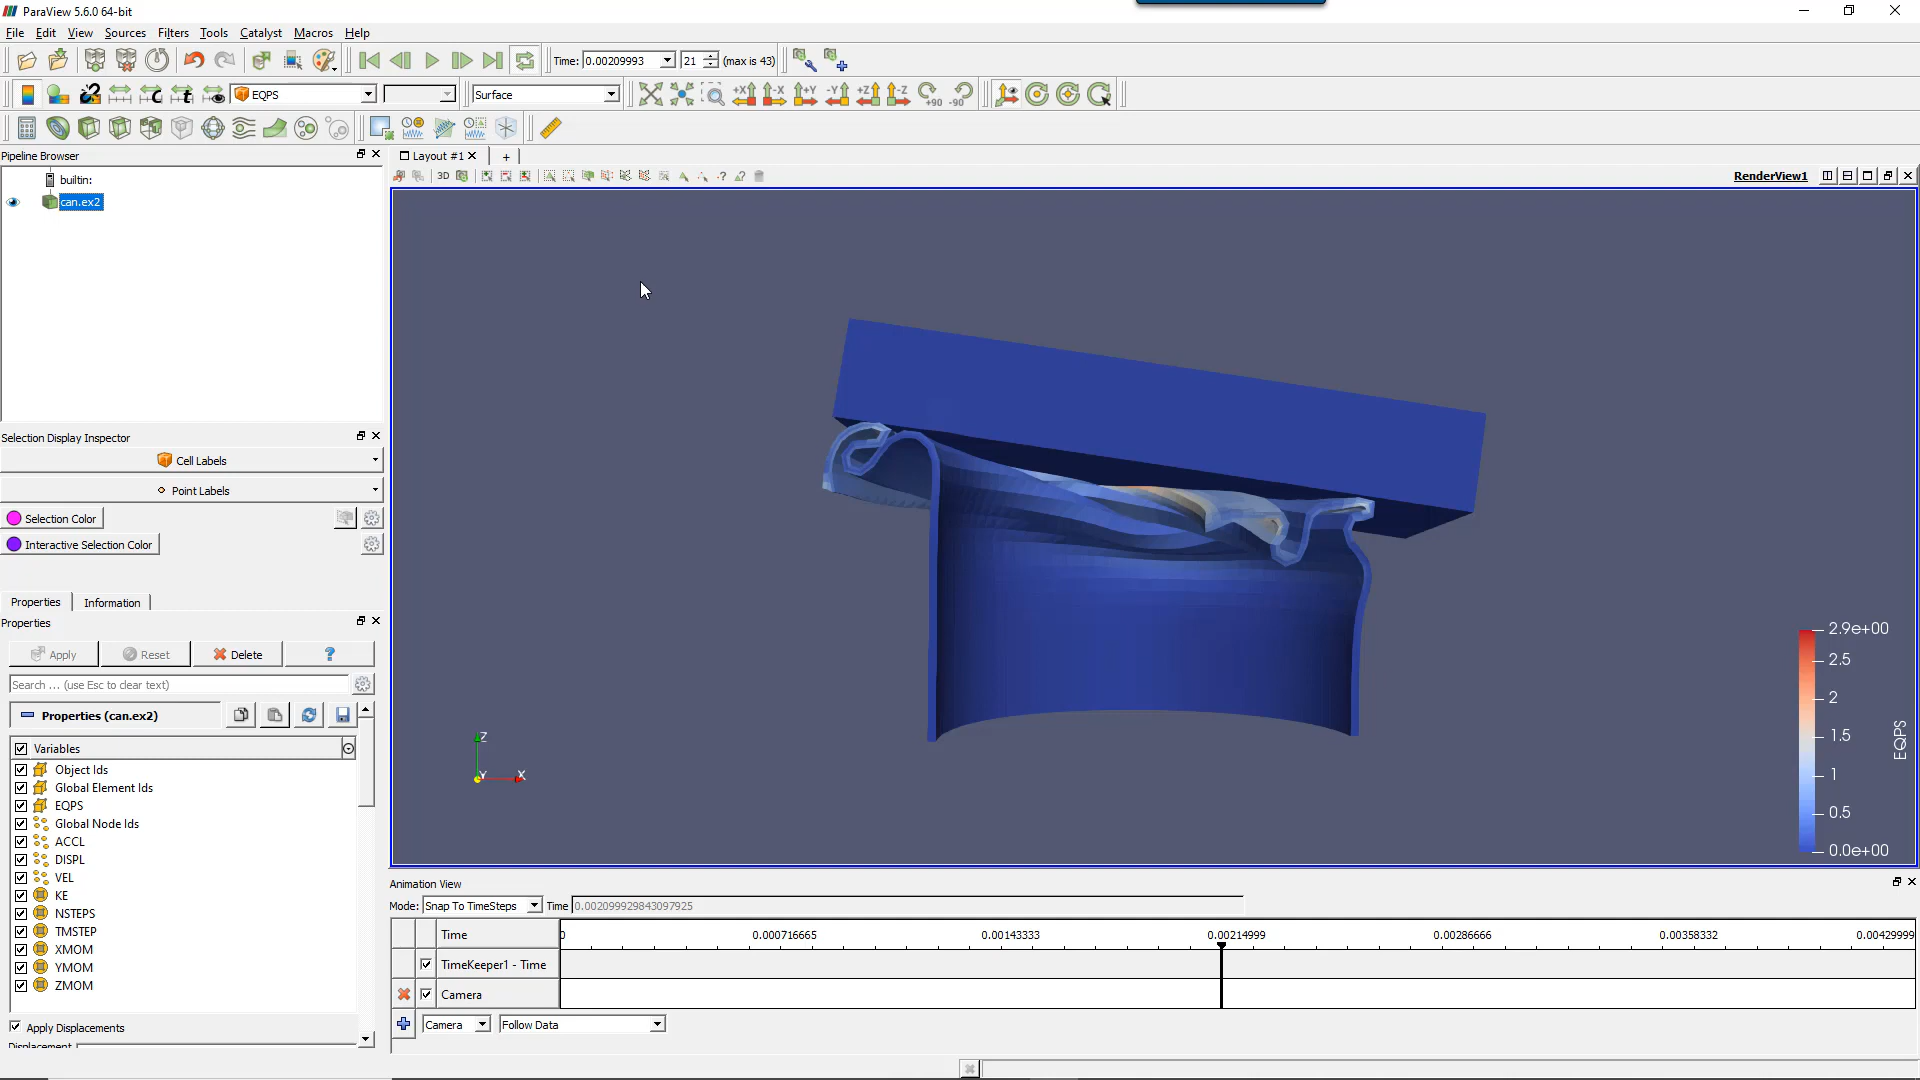 ParaView 5.6.0 64-bit
File Edit View Sources Filters Tools Catalyst Macros Help
Time: 0.00209993 21 (max is 43)
EQPS Surface +X -X +Y -Y +Z -Z +90 -90
Pipeline Browser
Layout #1
builtin:
3D
RenderView1
can.ex2
Selection Display Inspector
Cell Labels
Point Labels
Selection Color
Interactive Selection Color
Properties Information
Properties
Apply Reset Delete ?
Search ... (use Esc to clear text)
Properties (can.ex2)
Variables
Object Ids
Global Element Ids
EQPS
Global Node Ids
ACCL
DISPL
VEL
KE
NSTEPS
TMSTEP
XMOM
YMOM
ZMOM
Apply Displacements
Displacement
Z
Y X
2.9e+00
2.5
2
1.5
1
0.5
0.0e+00
EQPS
Animation View
Mode: Snap To TimeSteps Time 0.002099929843097925
Time 0 0.000716665 0.00143333 0.00214999 0.00286666 0.00358332 0.00429999
TimeKeeper1 - Time
Camera
Camera Follow Data